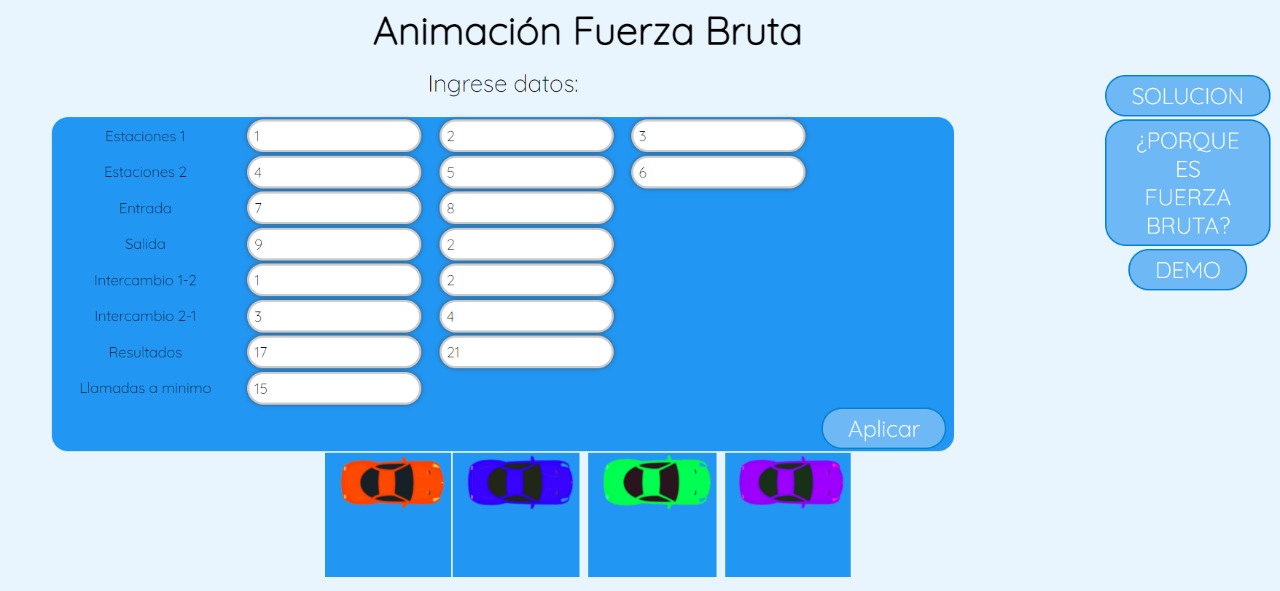 Animación Fuerza Bruta
Ingrese datos:
Estaciones 1 1 2 3
Estaciones 2 4 5 6
Entrada 7 8
Salida 9 2
Intercambio 1-2 1 2
Intercambio 2-1 3 4
Resultados 17 21
Llamadas a minimo 15
Aplicar
SOLUCION
¿PORQUE
ES
FUERZA
BRUTA?
DEMO